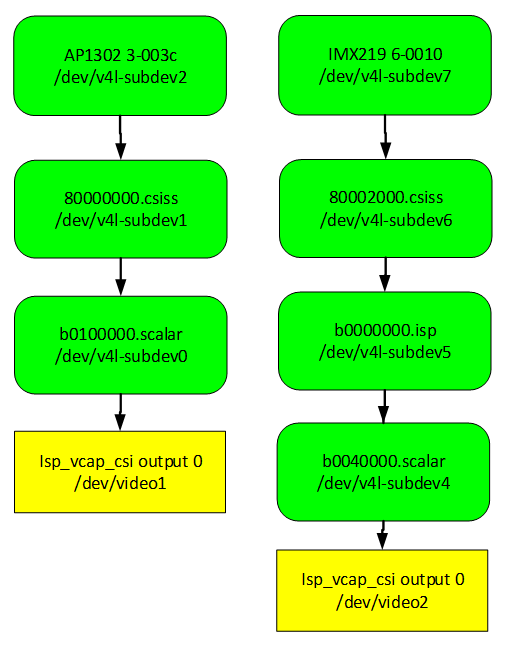 AP1302 3-003c
/dev/v4l-subdev2
80000000.csiss
/dev/v4l-subdev1
b0100000.scalar
/dev/v4l-subdev0
Isp_vcap_csi output 0
/dev/video1
IMX219 6-0010
/dev/v4l-subdev7
80002000.csiss
/dev/v4l-subdev6
b0000000.isp
/dev/v4l-subdev5
b0040000.scalar
/dev/v4l-subdev4
Isp_vcap_csi output 0
/dev/video2